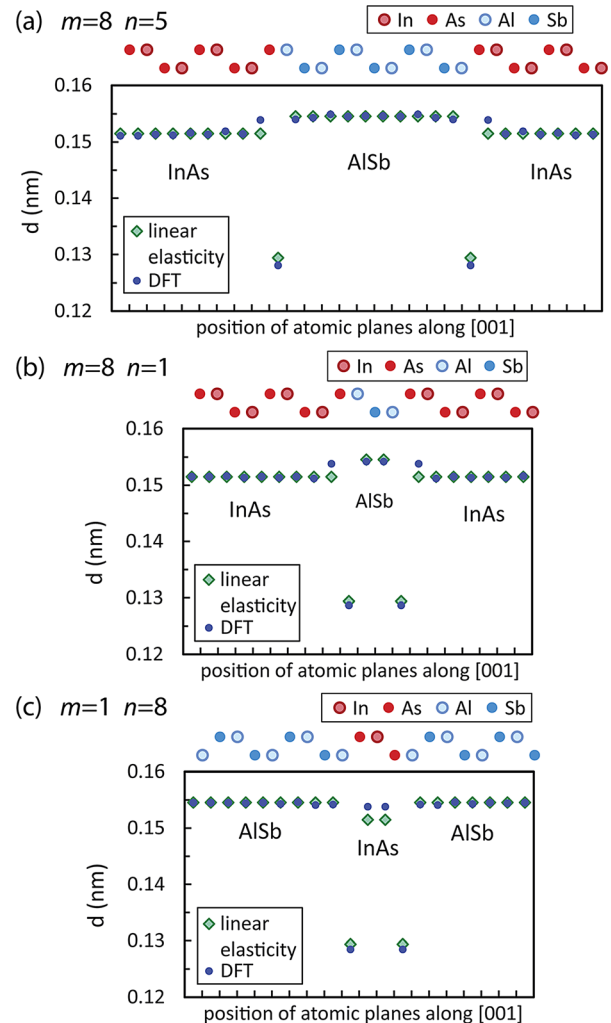 (a) m=8 n=5
In As Al Sb
0.16
0.15
0.14
0.13
0.12
d (nm)
InAs
AlSb
InAs
linear
elasticity
DFT
position of atomic planes along [001]
(b) m=8 n=1
In As Al Sb
0.16
0.15
0.14
0.13
0.12
d (nm)
InAs
AlSb
InAs
linear
elasticity
DFT
position of atomic planes along [001]
(c) m=1 n=8
In As Al Sb
0.16
0.15
0.14
0.13
0.12
d (nm)
AlSb
InAs
AlSb
linear
elasticity
DFT
position of atomic planes along [001]